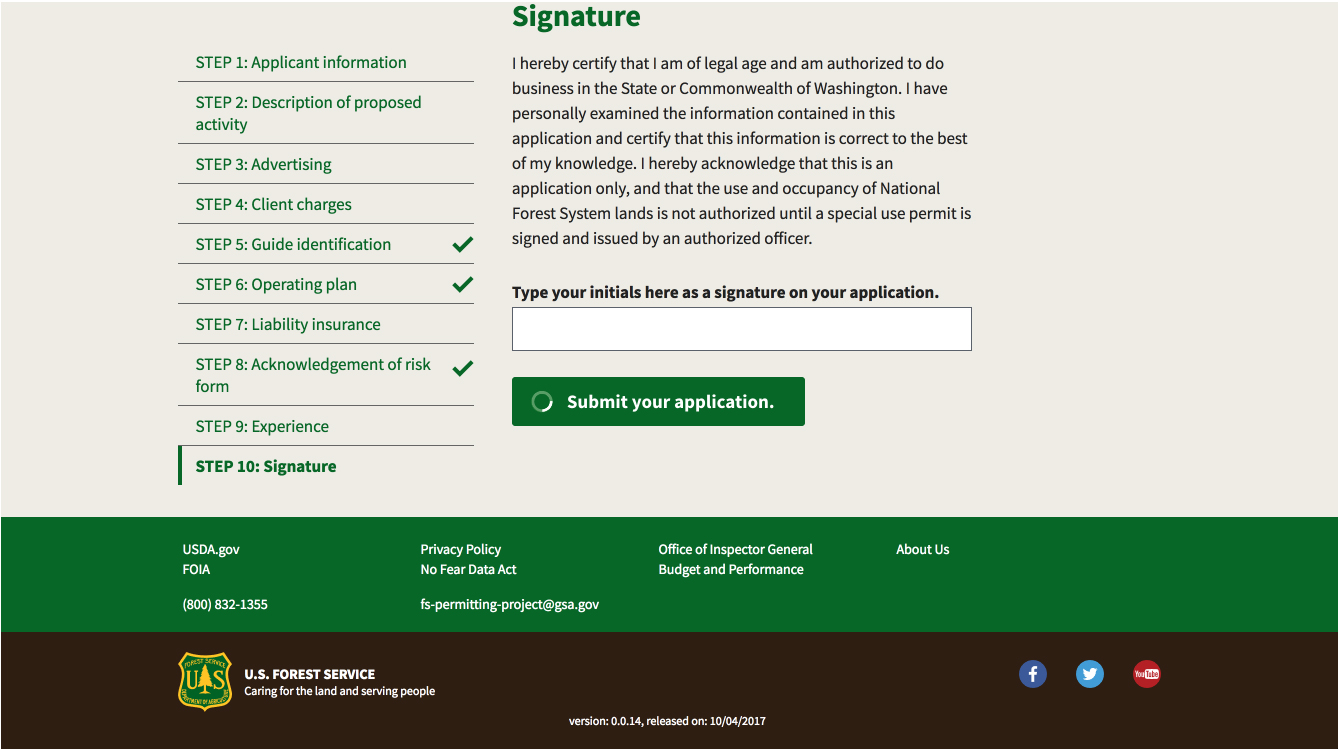 Signature
STEP 1: Applicant information
STEP 2: Description of proposed
activity
STEP 3: Advertising
STEP 4: Client charges
STEP 5: Guide identification
STEP 6: Operating plan
STEP 7: Liability insurance
STEP 8: Acknowledgement of risk
form
STEP 9: Experience
STEP 10: Signature
I hereby certify that I am of legal age and am authorized to do
business in the State or Commonwealth of Washington. I have
personally examined the information contained in this
application and certify that this information is correct to the best
of my knowledge. I hereby acknowledge that this is an
application only, and that the use and occupancy of National
Forest System lands is not authorized until a special use permit is
signed and issued by an authorized officer.
Type your initials here as a signature on your application.
Submit your application.
USDA.gov
FOIA
(800) 832-1355
Privacy Policy
No Fear Data Act
fs-permitting-project@gsa.gov
Office of Inspector General
Budget and Performance
About Us
FOREST SERVICE
U S
DEPARTMENT OF AGRICULTURE
U.S. FOREST SERVICE
Caring for the land and serving people
YouTube
version: 0.0.14, released on: 10/04/2017